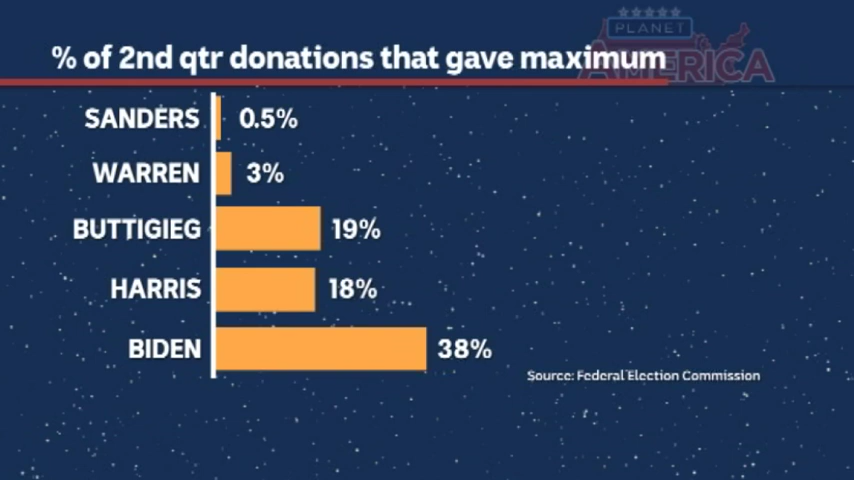 PLANET
AMERICA
% of 2nd qtr donations that gave maximum
SANDERS 0.5%
WARREN 3%
BUTTIGIEG 19%
HARRIS 18%
BIDEN 38%
Source: Federal Election Commission